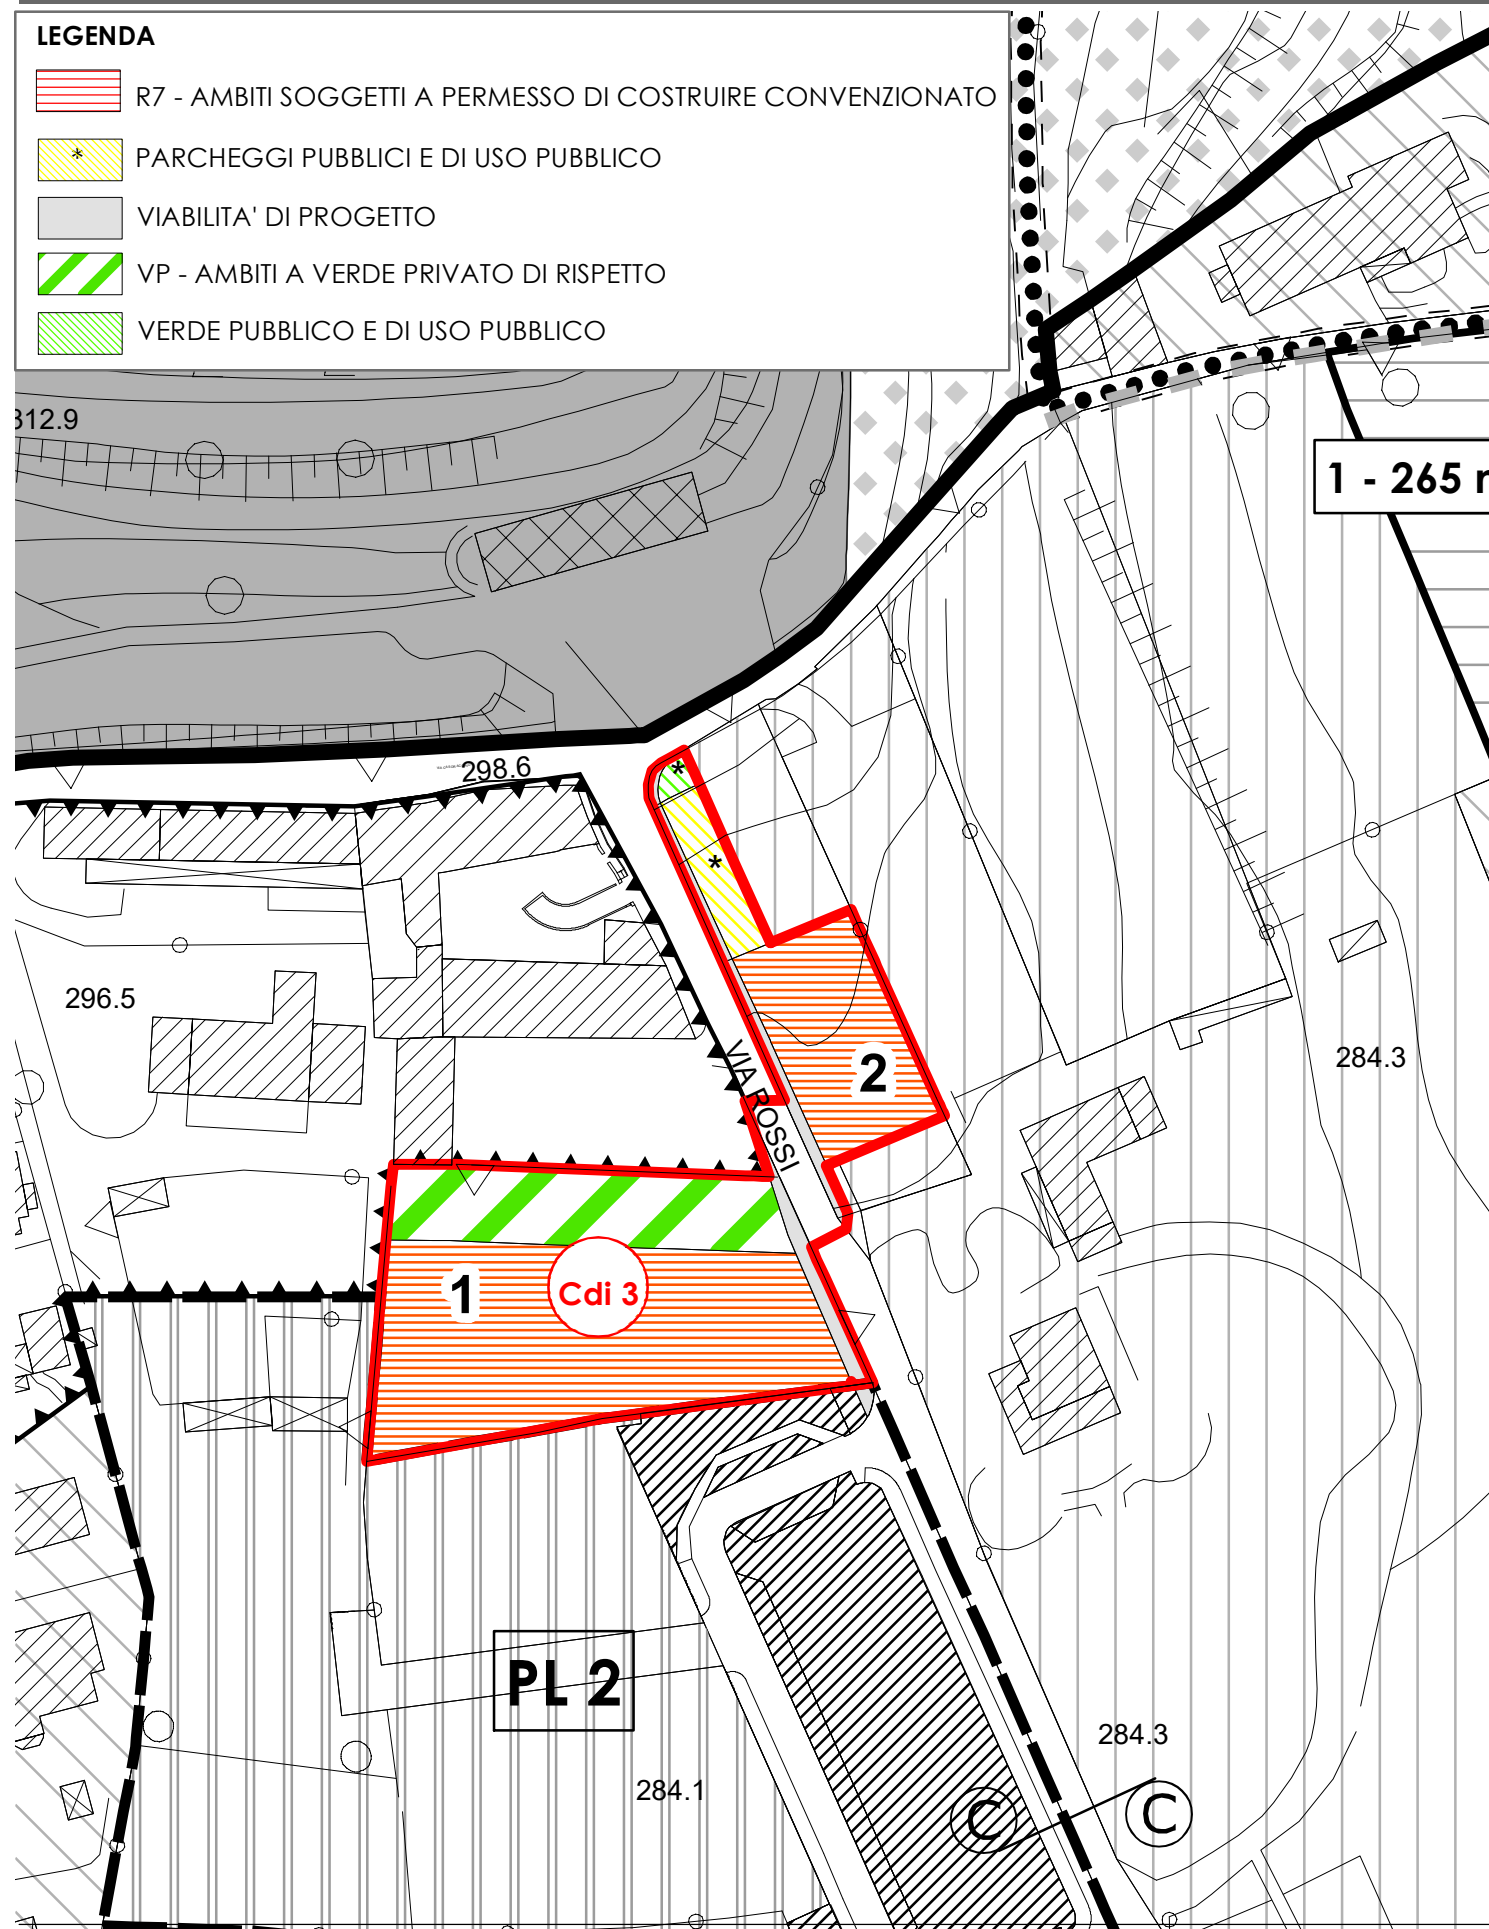 LEGENDA
R7 - AMBITI SOGGETTI A PERMESSO DI COSTRUIRE CONVENZIONATO
* PARCHEGGI PUBBLICI E DI USO PUBBLICO
VIABILITA' DI PROGETTO
VP - AMBITI A VERDE PRIVATO DI RISPETTO
VERDE PUBBLICO E DI USO PUBBLICO
312.9
1 - 265
298.6
*
*
296.5
VIA ROSSI
2
284.3
1
Cdi 3
PL 2
284.3
284.1
C
C